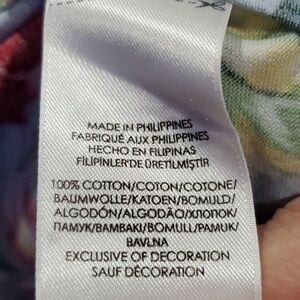 MADE IN PHILIPPINES
FABRIQUÉ AUX PHILIPPINES
HECHO EN FILIPINAS
FİLİPİNLER'DE ÜRETİLMİŞTİR
100% COTTON/COTON/COTONE/
BAUMWOLLE/KATOEN/BOMULD/
ALGODÓN/ALGODÃO/ХЛОПОК/
ПАМУК/BAMBAKI/BOMULL/PAMUK/
BAVLNA
EXCLUSIVE OF DECORATION
SAUF DÉCORATION